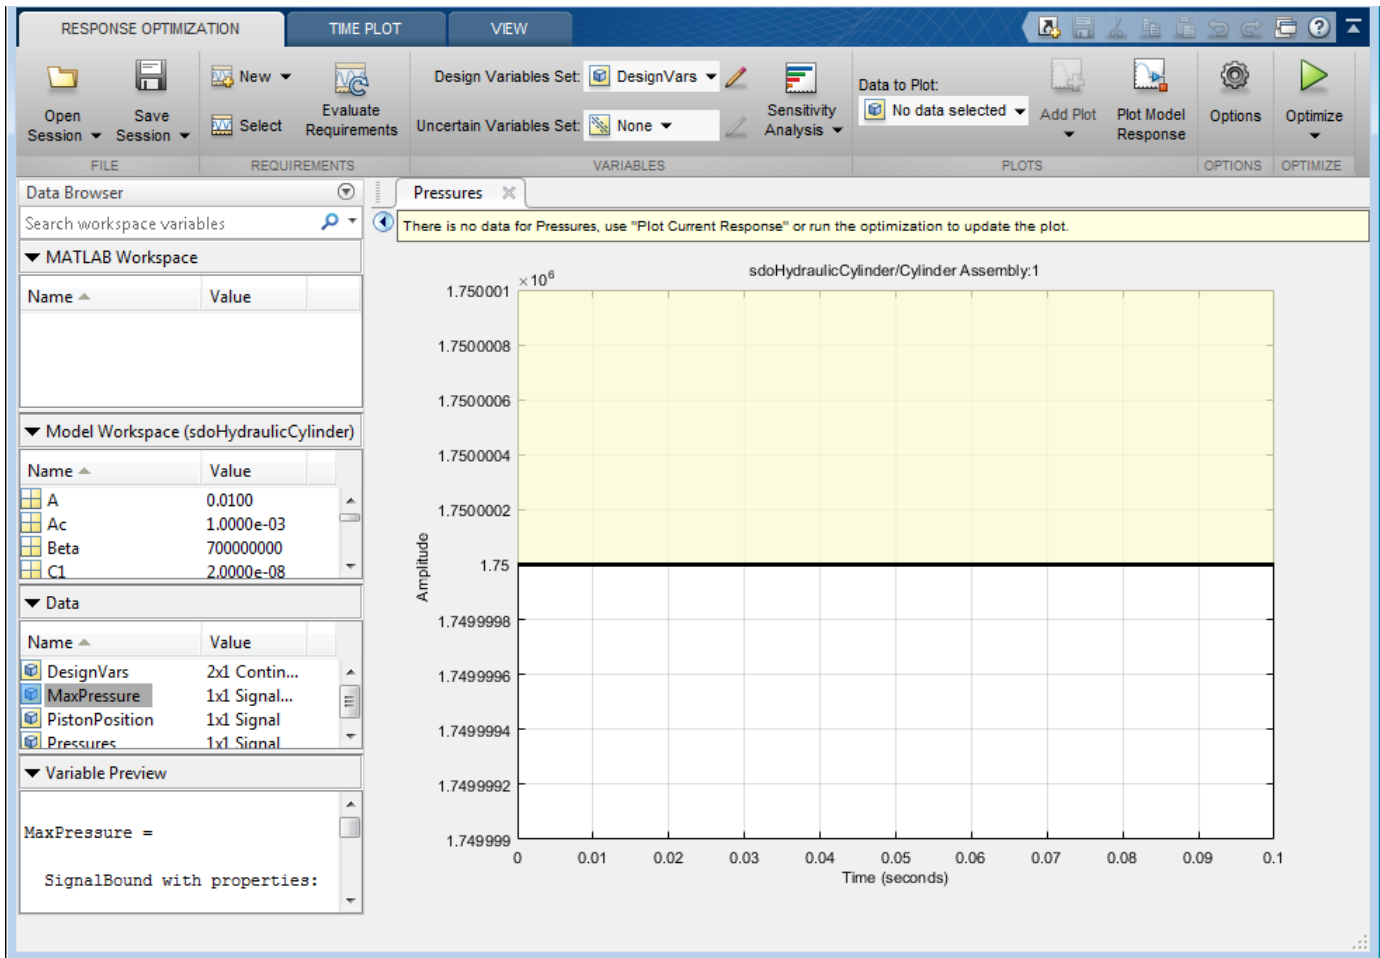 RESPONSE OPTIMIZATION
TIME PLOT
VIEW
Open Session
Save Session
New
Select
Evaluate Requirements
Design Variables Set:
DesignVars
Uncertain Variables Set:
None
Sensitivity Analysis
Data to Plot:
No data selected
Add Plot
Plot Model Response
Options
Optimize
FILE
REQUIREMENTS
VARIABLES
PLOTS
OPTIONS
OPTIMIZE
Data Browser
Search workspace variables
MATLAB Workspace
Name Value
Model Workspace (sdoHydraulicCylinder)
Name Value
A 0.0100
Ac 1.0000e-03
Beta 700000000
C1 2.0000e-08
Data
Name Value
DesignVars 2x1 Contin...
MaxPressure 1x1 Signal...
PistonPosition 1x1 Signal
Pressures 1x1 Signal
Variable Preview
MaxPressure =
SignalBound with properties:
Pressures
There is no data for Pressures, use "Plot Current Response" or run the optimization to update the plot.
sdoHydraulicCylinder/Cylinder Assembly:1
×10^6
1.750001
1.7500008
1.7500006
1.7500004
1.7500002
1.75
1.7499998
1.7499996
1.7499994
1.7499992
1.749999
Amplitude
0 0.01 0.02 0.03 0.04 0.05 0.06 0.07 0.08 0.09 0.1
Time (seconds)